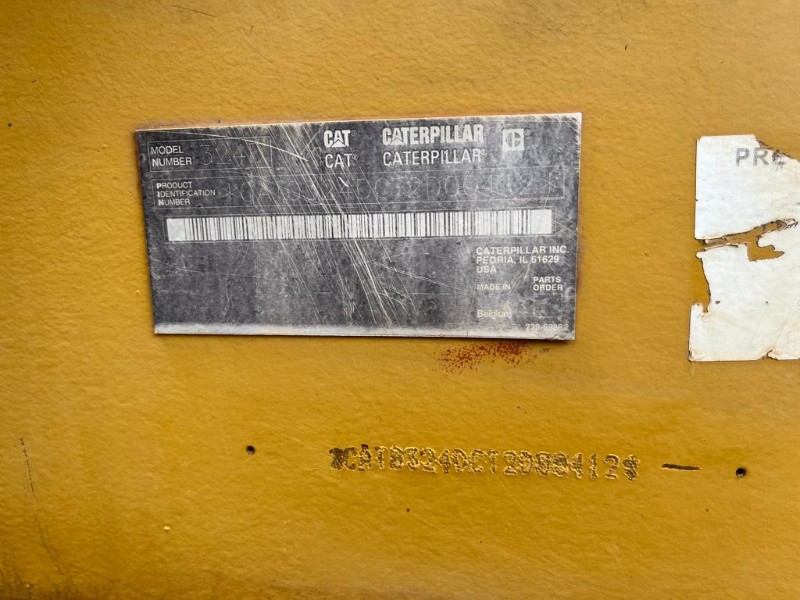 MODEL
NUMBER
CAT CATERPILLAR
CAT CATERPILLAR
PRODUCT
IDENTIFICATION
NUMBER
CATERPILLAR INC.
PEORIA, IL 61629
USA
MADE IN
PARTS
ORDER
Belgium
*CAT0324DCT2D00412*